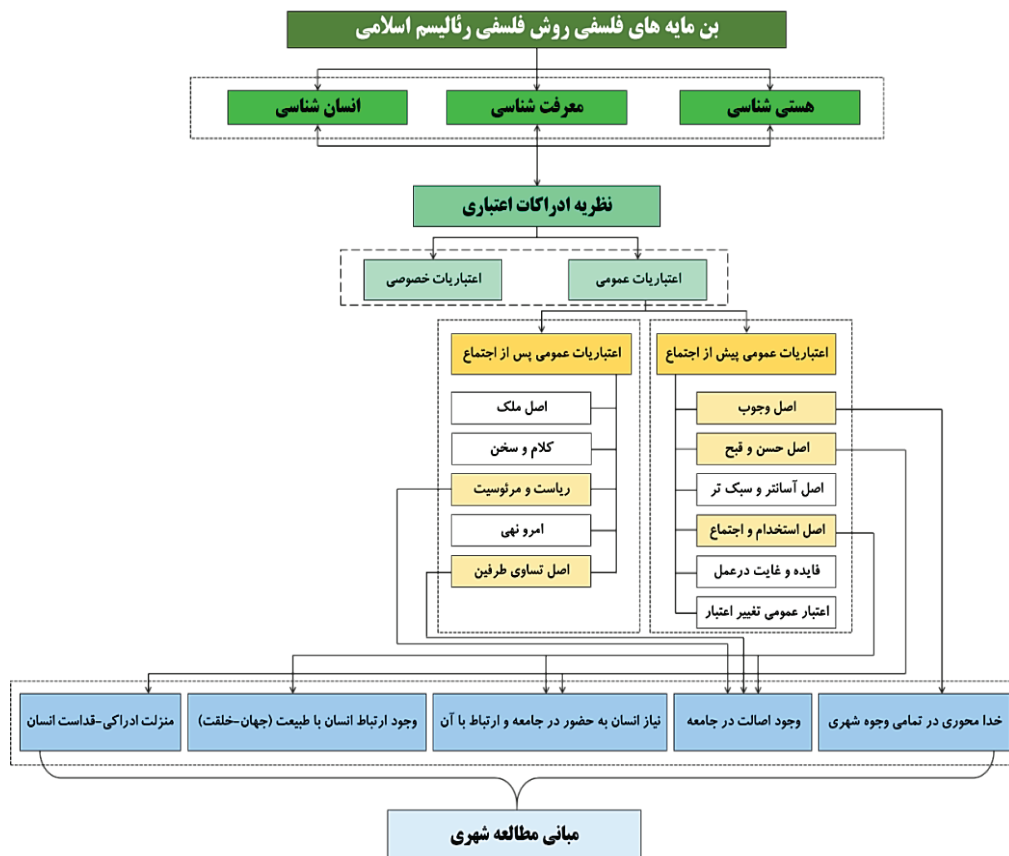 بن مایه های فلسفی روش فلسفی رئالیسم اسلامی
هستی شناسی
معرفت شناسی
انسان شناسی
نظریه ادراکات اعتباری
اعتباریات عمومی
اعتباریات خصوصی
اعتباریات عمومی پیش از اجتماع
اصل وجوب
اصل حسن و قبح
اصل آسانتر و سبک تر
اصل استخدام و اجتماع
فایده و غایت درعمل
اعتبار عمومی تغییر اعتبار
اعتباریات عمومی پس از اجتماع
اصل ملک
کلام و سخن
ریاست و مرئوسیت
امرو نهی
اصل تساوی طرفین
خدا محوری در تمامی وجوه شهری
وجود اصالت در جامعه
نیاز انسان به حضور در جامعه و ارتباط با آن
وجود ارتباط انسان با طبیعت (جهان-خلقت)
منزلت ادراکی-قداست انسان
مبانی مطالعه شهری